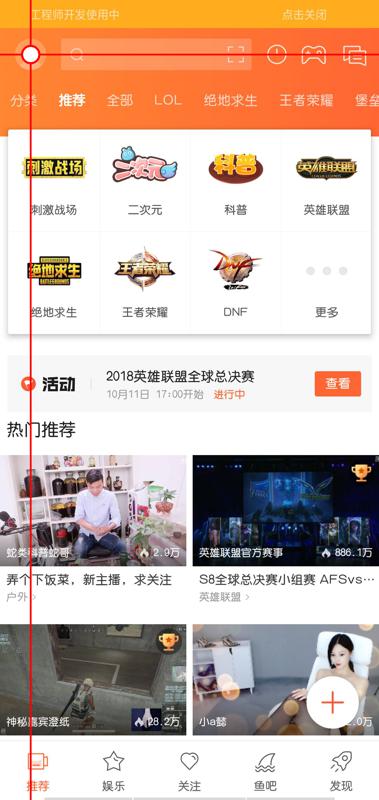 工程师开发使用中
点击关闭
分类 推荐 全部 LOL 绝地求生 王者荣耀 堡垒
刺激战场 二次元 科普 英雄联盟
LEAGUE LEGENDS
刺激战场 二次元 科普 英雄联盟
绝地求生 王者荣耀 DNF
BATTLEGROUNDS
绝地求生 王者荣耀 DNF 更多
活动
2018英雄联盟全球总决赛
10月11日 17:00开始 进行中
查看
热门推荐
蛇类科普蛇哥 2.9万
英雄联盟官方赛事 886.1万
弄个下饭菜，新主播，求关注
户外
S8全球总决赛小组赛 AFSvs…
英雄联盟
神秘嘉宾澄纸 28.2万
小a懿 2.0万
推荐 娱乐 关注 鱼吧 发现